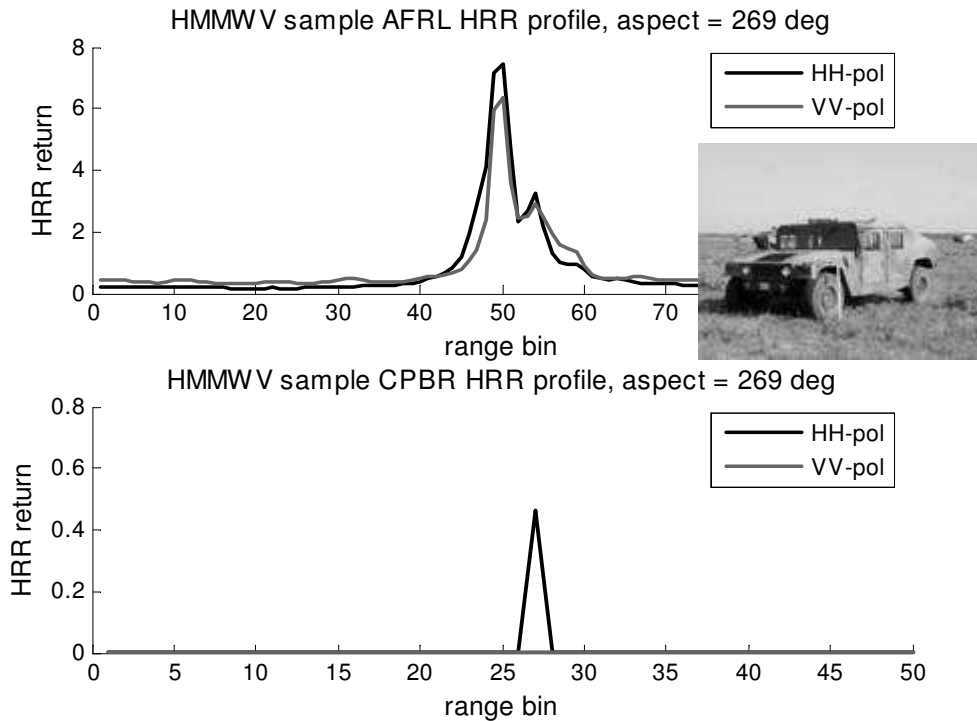 HMMWV sample AFRL HRR profile, aspect = 269 deg
8
6
4
2
0
HRR return
HH-pol
VV-pol
0 10 20 30 40 50 60 70
range bin
HMMWV sample CPBR HRR profile, aspect = 269 deg
0.8
0.6
0.4
0.2
0
HRR return
HH-pol
VV-pol
0 5 10 15 20 25 30 35 40 45 50
range bin